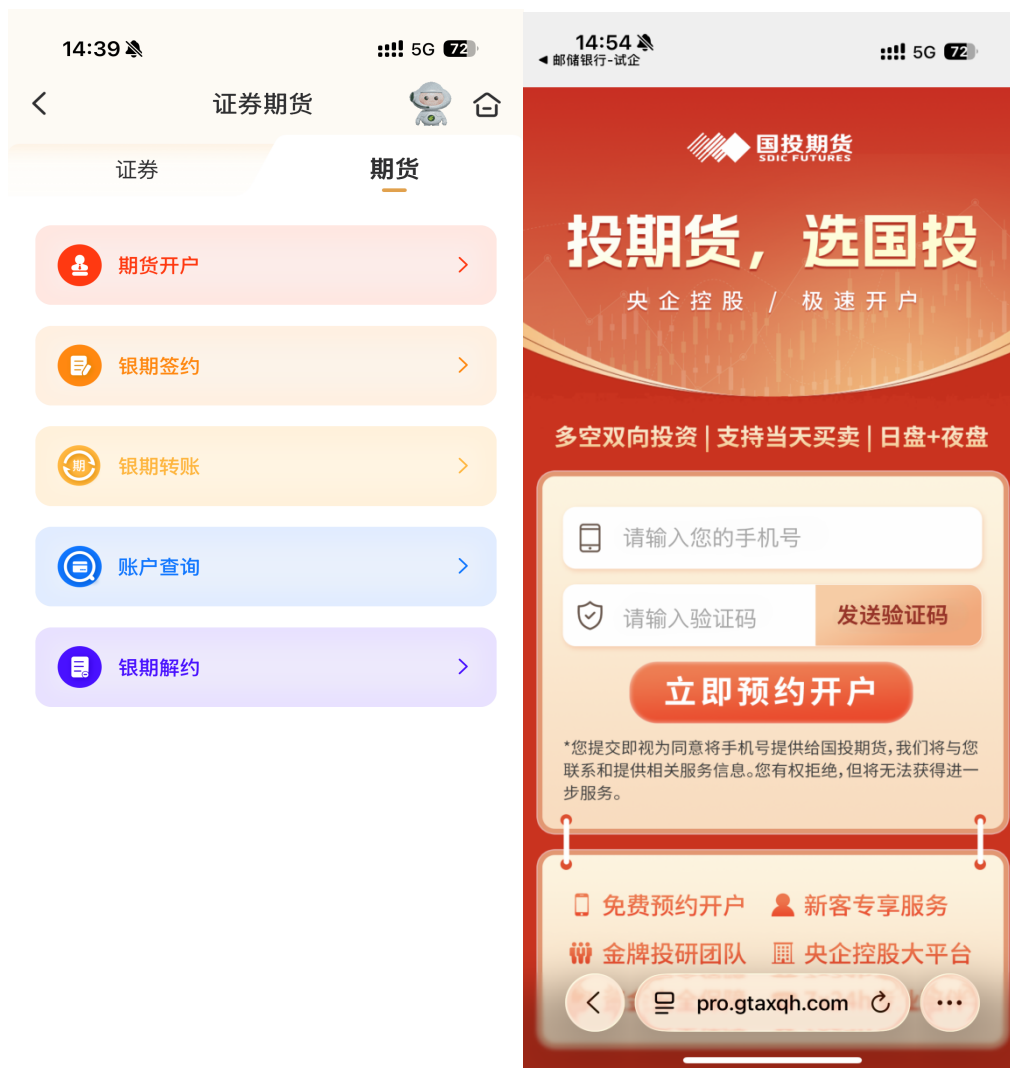 14:39
5G 72
证券期货
证券
期货
期货开户
银期签约
期
银期转账
账户查询
银期解约
14:54
邮储银行-试企
5G 72
国投期货
SDIC FUTURES
投期货，选国投
央企控股 / 极速开户
多空双向投资|支持当天买卖|日盘+夜盘
请输入您的手机号
请输入验证码
发送验证码
立即预约开户
*您提交即视为同意将手机号提供给国投期货,我们将与您
联系和提供相关服务信息。您有权拒绝,但将无法获得进一
步服务。
免费预约开户
新客专享服务
金牌投研团队
央企控股大平台
pro.gtaxqh.com